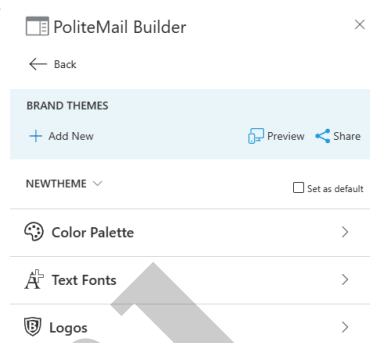 PoliteMail Builder
Back
BRAND THEMES
Add New Preview Share
NEWTHEME Set as default
Color Palette
Text Fonts
Logos